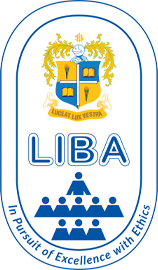 LUCEAT LUX VESTRA
LIBA
In Pursuit of Excellence with Ethics